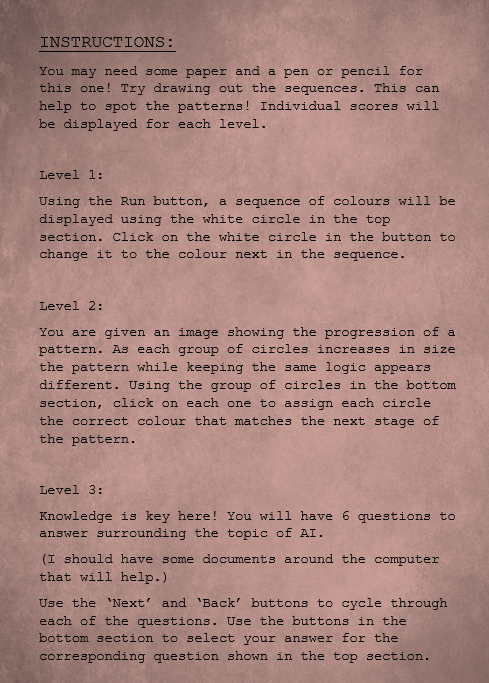 INSTRUCTIONS:
You may need some paper and a pen or pencil for
this one! Try drawing out the sequences. This can
help to spot the patterns! Individual scores will
be displayed for each level.
Level 1:
Using the Run button, a sequence of colours will be
displayed using the white circle in the top
section. Click on the white circle in the button to
change it to the colour next in the sequence.
Level 2:
You are given an image showing the progression of a
pattern. As each group of circles increases in size
the pattern while keeping the same logic appears
different. Using the group of circles in the bottom
section, click on each one to assign each circle
the correct colour that matches the next stage of
the pattern.
Level 3:
Knowledge is key here! You will have 6 questions to
answer surrounding the topic of AI.
(I should have some documents around the computer
that will help.)
Use the ‘Next’ and ‘Back’ buttons to cycle through
each of the questions. Use the buttons in the
bottom section to select your answer for the
corresponding question shown in the top section.